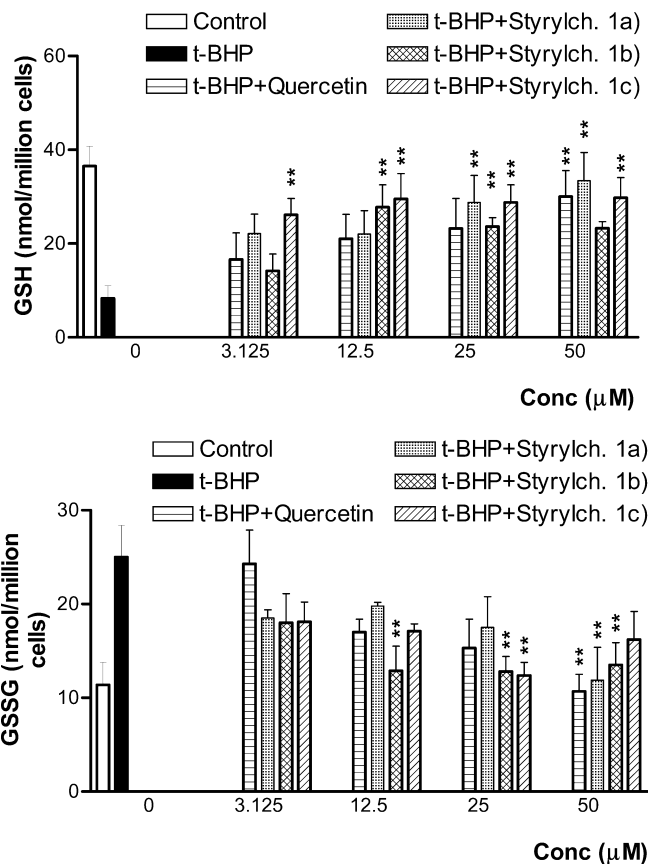 Control
t-BHP
t-BHP+Quercetin
t-BHP+Styrylch. 1a)
t-BHP+Styrylch. 1b)
t-BHP+Styrylch. 1c)
GSH (nmol/million cells)
60
40
20
0
**
** **
** ** **
** ** **
0 3.125 12.5 25 50
Conc (μM)
Control
t-BHP
t-BHP+Quercetin
t-BHP+Styrylch. 1a)
t-BHP+Styrylch. 1b)
t-BHP+Styrylch. 1c)
GSSG (nmol/million
cells)
30
20
10
0
**
** **
** ** **
0 3.125 12.5 25 50
Conc (μM)